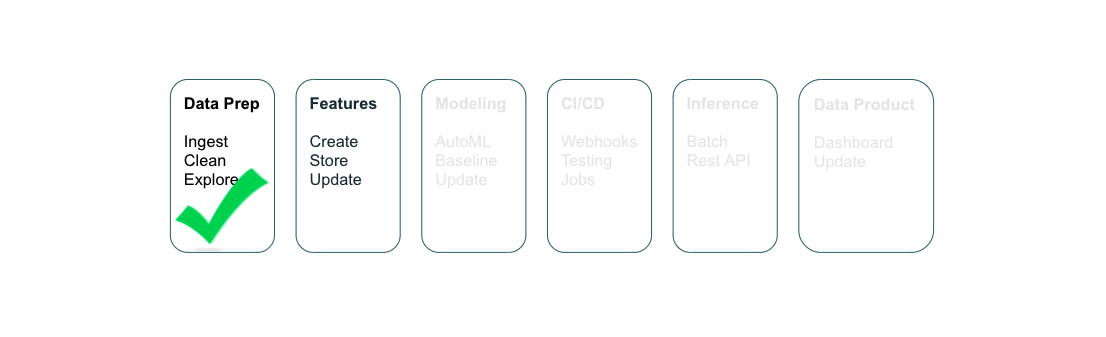 Data Prep
Ingest
Clean
Explore
Features
Create
Store
Update
Modeling
AutoML
Baseline
Update
CI/CD
Webhooks
Testing
Jobs
Inference
Batch
Rest API
Data Product
Dashboard
Update